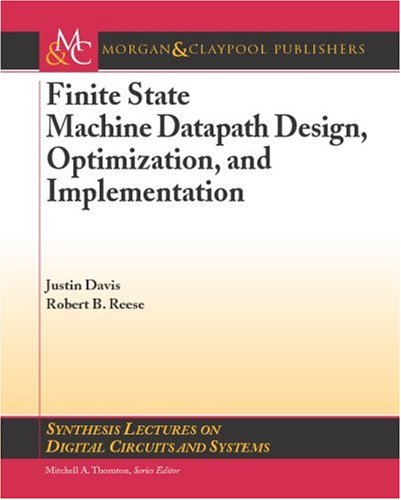 M&C
MORGAN & CLAYPOOL PUBLISHERS
Finite State
Machine Datapath Design,
Optimization, and
Implementation
Justin Davis
Robert B. Reese
SYNTHESIS LECTURES ON
DIGITAL CIRCUITS AND SYSTEMS
Mitchell A. Thornton, Series Editor